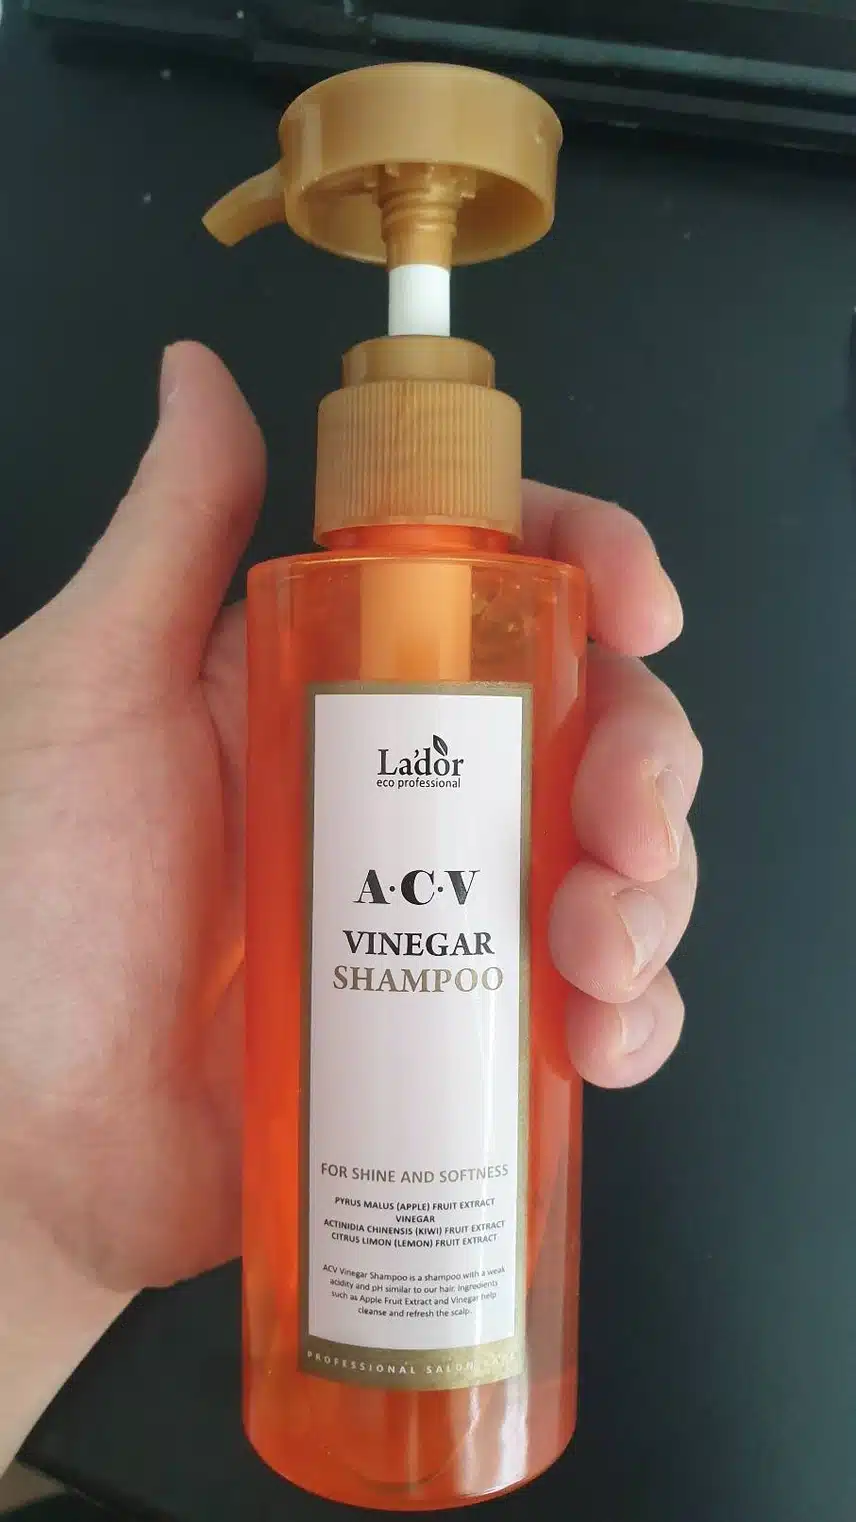 La'dor
eco professional
A·C·V
VINEGAR
SHAMPOO
FOR SHINE AND SOFTNESS
PYRUS MALUS (APPLE) FRUIT EXTRACT
VINEGAR
ACTINIDIA CHINENSIS (KIWI) FRUIT EXTRACT
CITRUS LIMON (LEMON) FRUIT EXTRACT
ACV Vinegar Shampoo is a shampoo with a weak
acidity and pH similar to our hair. Ingredients
such as Apple Fruit Extract and Vinegar help
cleanse and refresh the scalp.
PROFESSIONAL SALON CARE